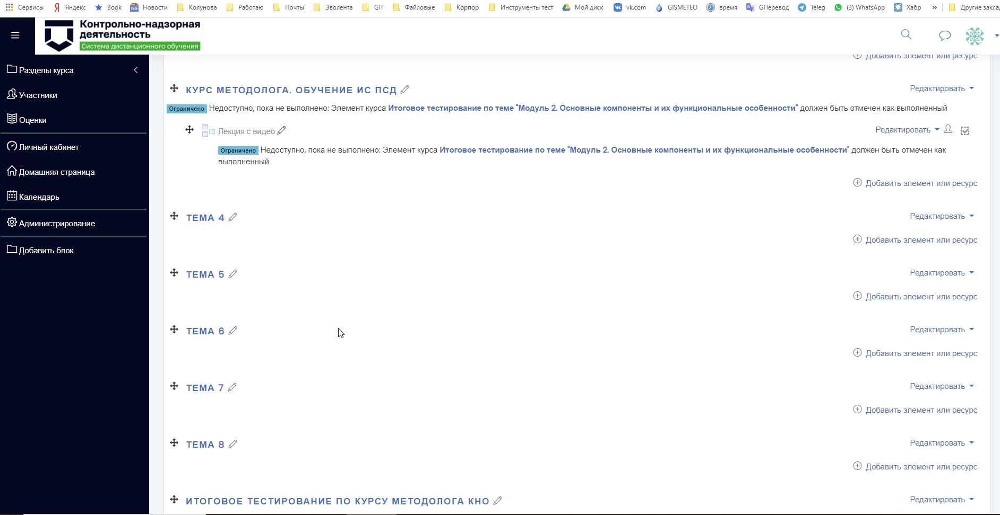 Сервисы Яндекс Book Новости Колунова Работаю Почты Эволента GIT Файловые Корпор Инструменты тест Мой диск vk.com GISMETEO время GПеревод Teleg (3) WhatsApp Хабр » Другие закла
Контрольно-надзорная
деятельность
Система дистанционного обучения
Добавить элемент или ресурс
Разделы курса
Участники
Оценки
Личный кабинет
Домашняя страница
Календарь
Администрирование
Добавить блок
КУРС МЕТОДОЛОГА. ОБУЧЕНИЕ ИС ПСД Редактировать
Ограничено Недоступно, пока не выполнено: Элемент курса Итоговое тестирование по теме "Модуль 2. Основные компоненты и их функциональные особенности" должен быть отмечен как выполненный
Лекция с видео Редактировать
Ограничено Недоступно, пока не выполнено: Элемент курса Итоговое тестирование по теме "Модуль 2. Основные компоненты и их функциональные особенности" должен быть отмечен как
выполненный
Добавить элемент или ресурс
ТЕМА 4 Редактировать
Добавить элемент или ресурс
ТЕМА 5 Редактировать
Добавить элемент или ресурс
ТЕМА 6 Редактировать
Добавить элемент или ресурс
ТЕМА 7 Редактировать
Добавить элемент или ресурс
ТЕМА 8 Редактировать
Добавить элемент или ресурс
ИТОГОВОЕ ТЕСТИРОВАНИЕ ПО КУРСУ МЕТОДОЛОГА КНО Редактировать